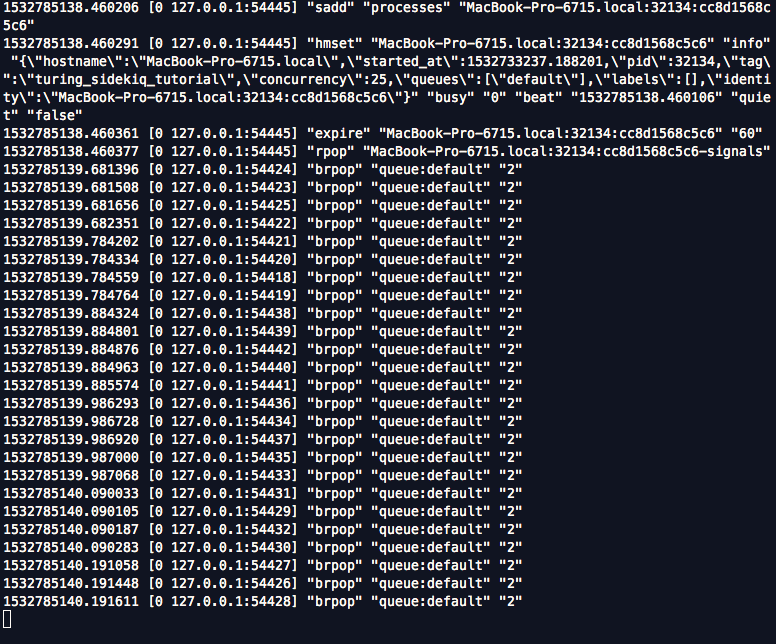 1532785138.460206 [0 127.0.0.1:54445] "sadd" "processes" "MacBook-Pro-6715.local:32134:cc8d1568c
5c6"
1532785138.460291 [0 127.0.0.1:54445] "hmset" "MacBook-Pro-6715.local:32134:cc8d1568c5c6" "info"
 "{\"hostname\":\"MacBook-Pro-6715.local\",\"started_at\":1532733237.188201,\"pid\":32134,\"tag\
":\"turing_sidekiq_tutorial\",\"concurrency\":25,\"queues\":[\"default\"],\"labels\":[],\"identi
ty\":\"MacBook-Pro-6715.local:32134:cc8d1568c5c6\"}" "busy" "0" "beat" "1532785138.460106" "quie
t" "false"
1532785138.460361 [0 127.0.0.1:54445] "expire" "MacBook-Pro-6715.local:32134:cc8d1568c5c6" "60"
1532785138.460377 [0 127.0.0.1:54445] "rpop" "MacBook-Pro-6715.local:32134:cc8d1568c5c6-signals"
1532785139.681396 [0 127.0.0.1:54424] "brpop" "queue:default" "2"
1532785139.681508 [0 127.0.0.1:54423] "brpop" "queue:default" "2"
1532785139.681656 [0 127.0.0.1:54425] "brpop" "queue:default" "2"
1532785139.682351 [0 127.0.0.1:54422] "brpop" "queue:default" "2"
1532785139.784202 [0 127.0.0.1:54421] "brpop" "queue:default" "2"
1532785139.784334 [0 127.0.0.1:54420] "brpop" "queue:default" "2"
1532785139.784559 [0 127.0.0.1:54418] "brpop" "queue:default" "2"
1532785139.784764 [0 127.0.0.1:54419] "brpop" "queue:default" "2"
1532785139.884324 [0 127.0.0.1:54438] "brpop" "queue:default" "2"
1532785139.884801 [0 127.0.0.1:54439] "brpop" "queue:default" "2"
1532785139.884876 [0 127.0.0.1:54442] "brpop" "queue:default" "2"
1532785139.884963 [0 127.0.0.1:54440] "brpop" "queue:default" "2"
1532785139.885574 [0 127.0.0.1:54441] "brpop" "queue:default" "2"
1532785139.986293 [0 127.0.0.1:54436] "brpop" "queue:default" "2"
1532785139.986728 [0 127.0.0.1:54434] "brpop" "queue:default" "2"
1532785139.986920 [0 127.0.0.1:54437] "brpop" "queue:default" "2"
1532785139.987000 [0 127.0.0.1:54435] "brpop" "queue:default" "2"
1532785139.987068 [0 127.0.0.1:54433] "brpop" "queue:default" "2"
1532785140.090033 [0 127.0.0.1:54431] "brpop" "queue:default" "2"
1532785140.090105 [0 127.0.0.1:54429] "brpop" "queue:default" "2"
1532785140.090187 [0 127.0.0.1:54432] "brpop" "queue:default" "2"
1532785140.090283 [0 127.0.0.1:54430] "brpop" "queue:default" "2"
1532785140.191058 [0 127.0.0.1:54427] "brpop" "queue:default" "2"
1532785140.191448 [0 127.0.0.1:54426] "brpop" "queue:default" "2"
1532785140.191611 [0 127.0.0.1:54428] "brpop" "queue:default" "2"